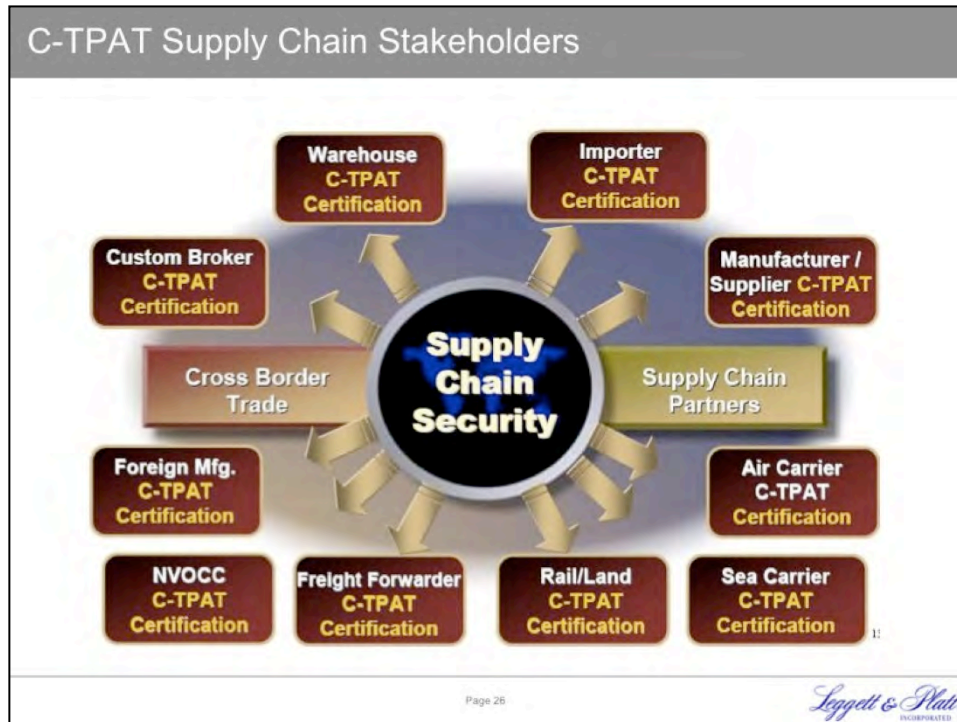 C-TPAT Supply Chain Stakeholders
Warehouse
C-TPAT
Certification
Importer
C-TPAT
Certification
Custom Broker
C-TPAT
Certification
Manufacturer /
Supplier C-TPAT
Certification
Cross Border
Trade
Supply
Chain
Security
Supply Chain
Partners
Foreign Mfg.
C-TPAT
Certification
Air Carrier
C-TPAT
Certification
NVOCC
C-TPAT
Certification
Freight Forwarder
C-TPAT
Certification
Rail/Land
C-TPAT
Certification
Sea Carrier
C-TPAT
Certification
Page 26
Leggett & Platt
INCORPORATED